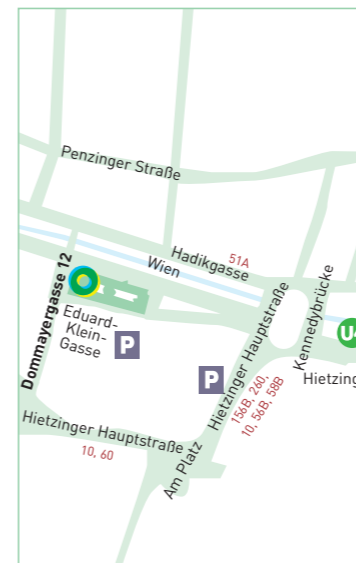 Penzinger Straße
51A
Hadikgasse
Wien
Dommayergasse 12
Eduard-
Klein-
Gasse
P
P
Hietzinger Hauptstraße
Kennedybrücke
U4
Hietzing
156B, 260,
10, 56B, 58B
Hietzinger Hauptstraße
10, 60
Am Platz